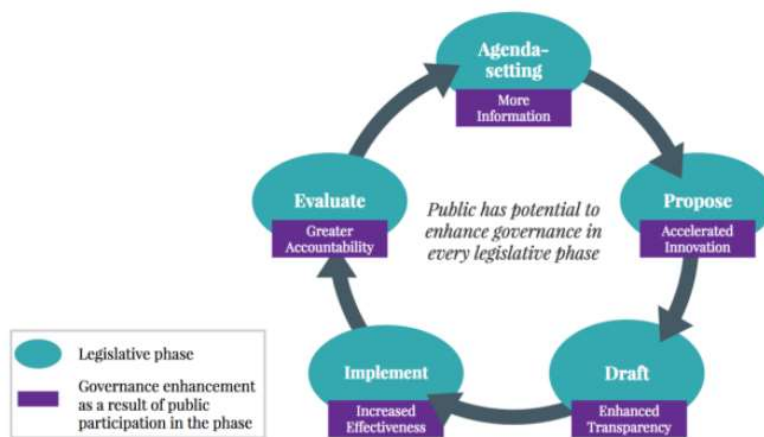 Agenda-
setting
More
Information
Propose
Accelerated
Innovation
Draft
Enhanced
Transparency
Implement
Increased
Effectiveness
Evaluate
Greater
Accountability
Public has potential to
enhance governance in
every legislative phase
Legislative phase
Governance enhancement
as a result of public
participation in the phase